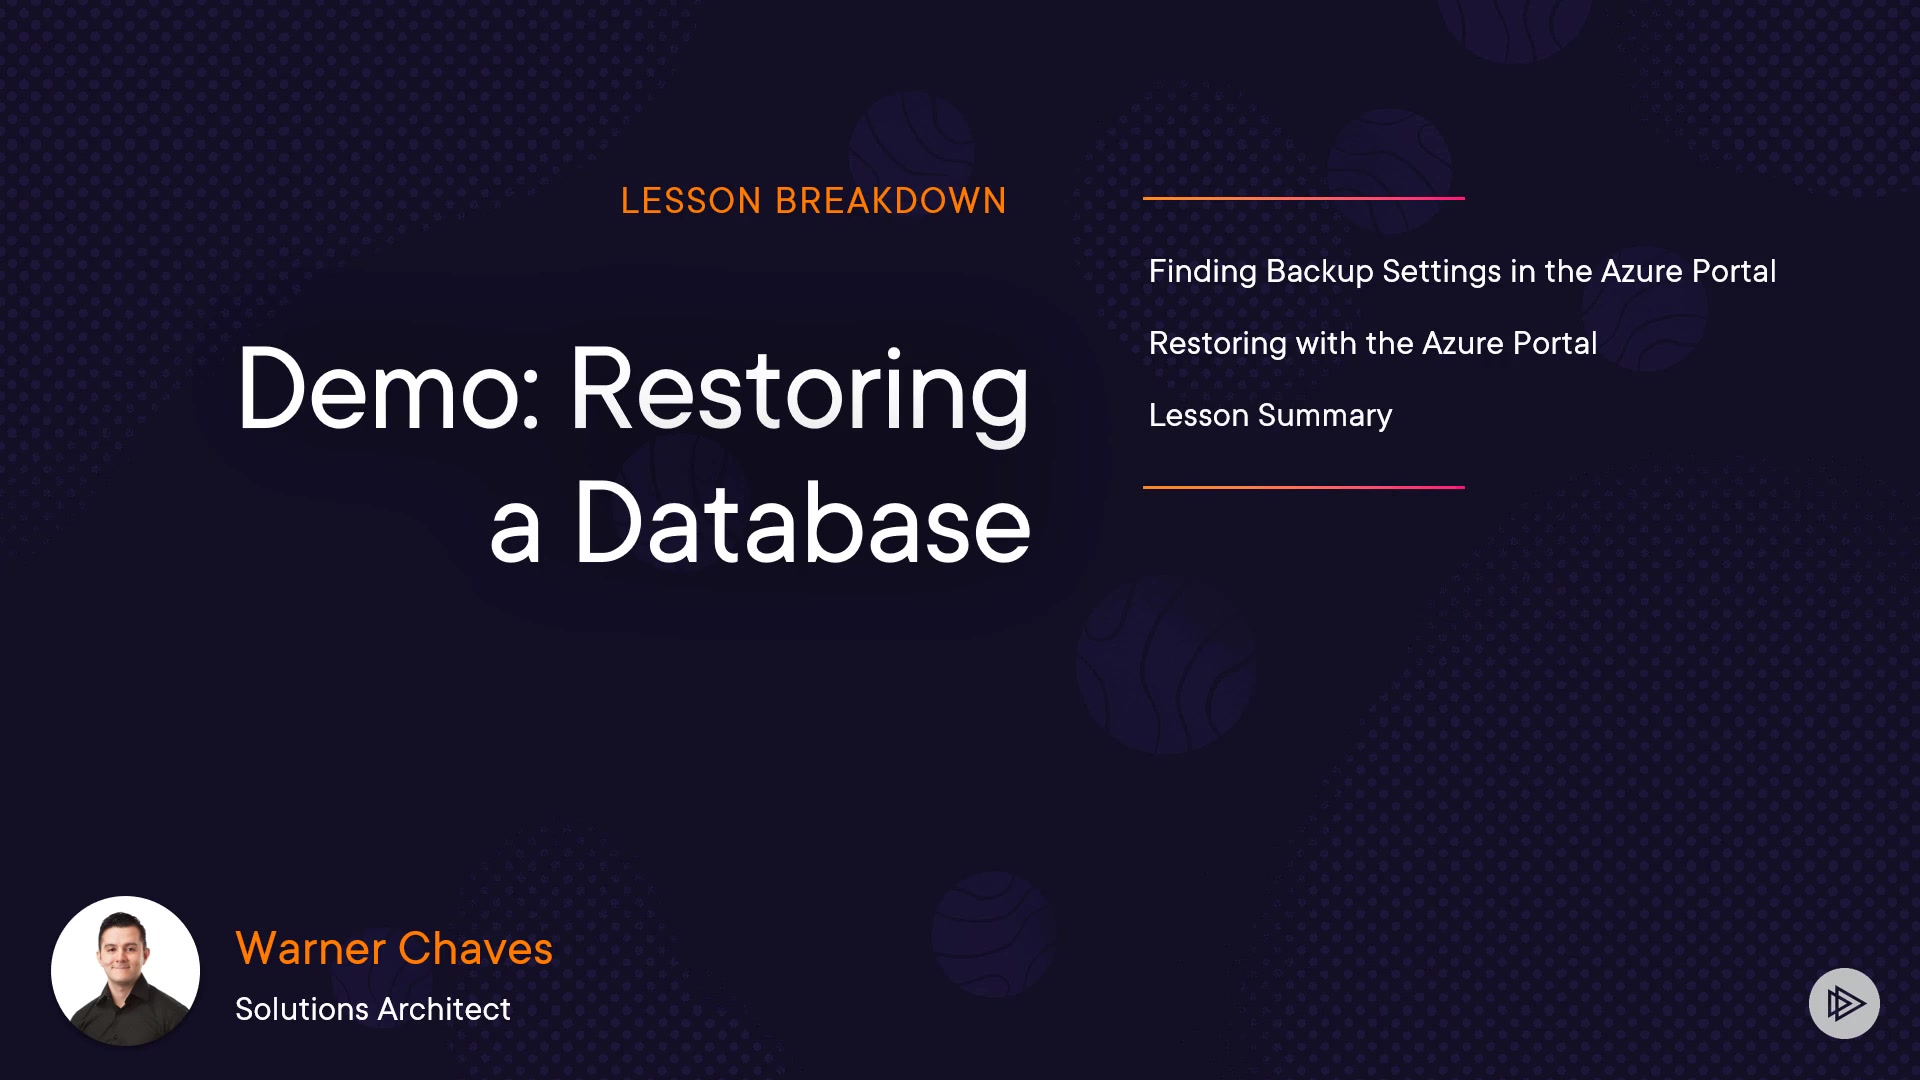 LESSON BREAKDOWN
Demo: Restoring
a Database
Finding Backup Settings in the Azure Portal
Restoring with the Azure Portal
Lesson Summary
Warner Chaves
Solutions Architect